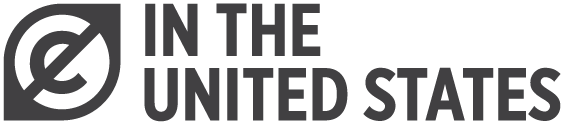 IN THE
UNITED STATES